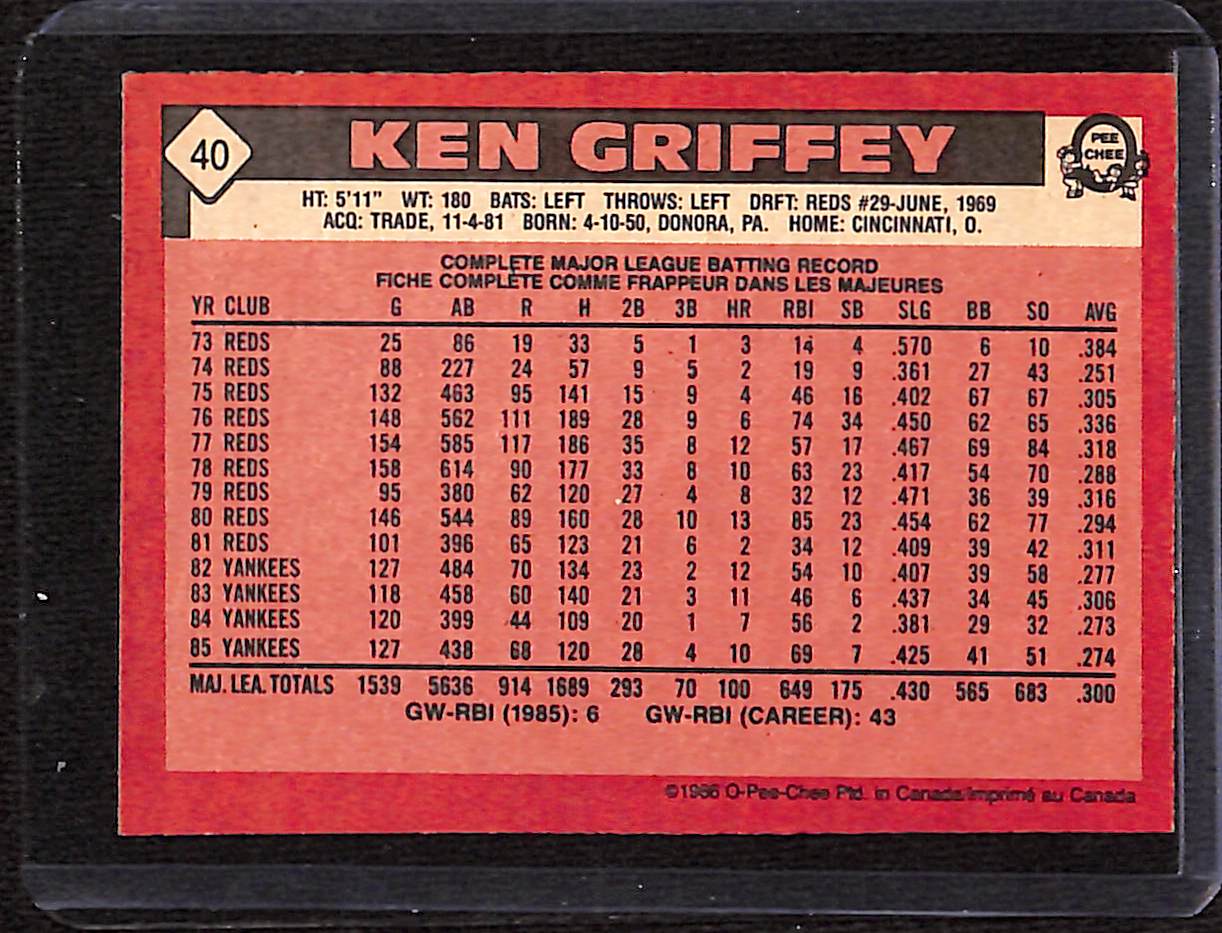 40
KEN GRIFFEY
PEE
CHEE
HT: 5'11" WT: 180 BATS: LEFT THROWS: LEFT DRFT: REDS #29-JUNE, 1969
ACQ: TRADE, 11-4-81 BORN: 4-10-50, DONORA, PA. HOME: CINCINNATI, O.
COMPLETE MAJOR LEAGUE BATTING RECORD
FICHE COMPLÈTE COMME FRAPPEUR DANS LES MAJEURES
YR CLUB G AB R H 2B 3B HR RBI SB SLG BB SO AVG
73 REDS 25 86 19 33 5 1 3 14 4 .570 6 10 .384
74 REDS 88 227 24 57 9 5 2 19 9 .361 27 43 .251
75 REDS 132 463 95 141 15 9 4 46 16 .402 67 67 .305
76 REDS 148 562 111 189 28 9 6 74 34 .450 62 65 .336
77 REDS 154 585 117 186 35 8 12 57 17 .467 69 84 .318
78 REDS 158 614 90 177 33 8 10 63 23 .417 54 70 .288
79 REDS 95 380 62 120 27 4 8 32 12 .471 36 39 .316
80 REDS 146 544 89 160 28 10 13 85 23 .454 62 77 .294
81 REDS 101 396 65 123 21 6 2 34 12 .409 39 42 .311
82 YANKEES 127 484 70 134 23 2 12 54 10 .407 39 58 .277
83 YANKEES 118 458 60 140 21 3 11 46 6 .437 34 45 .306
84 YANKEES 120 399 44 109 20 1 7 56 2 .381 29 32 .273
85 YANKEES 127 438 68 120 28 4 10 69 7 .425 41 51 .274
MAJ. LEA. TOTALS 1539 5636 914 1689 293 70 100 649 175 .430 565 683 .300
GW-RBI (1985): 6 GW-RBI (CAREER): 43
©1986 O-Pee-Chee Ptd. in Canada/Imprimé au Canada